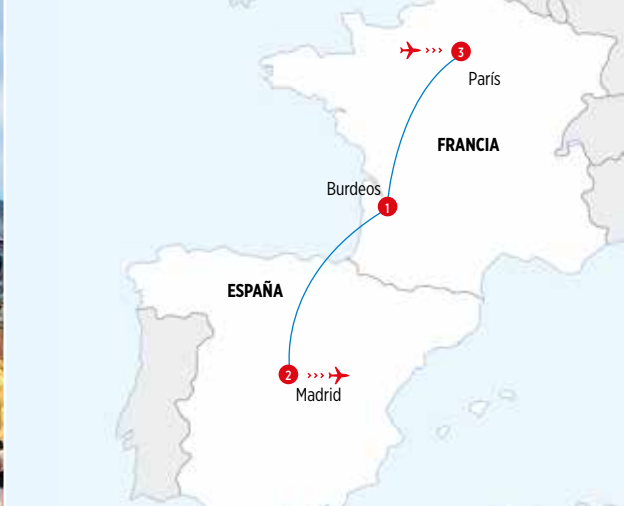 3
París
FRANCIA
Burdeos
1
ESPAÑA
2
Madrid